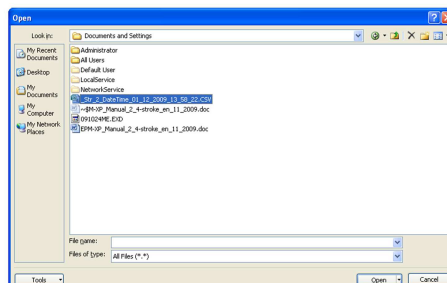 Open
Look in: Documents and Settings
My Recent Documents
Desktop
My Documents
My Computer
My Network Places
Administrator
All Users
Default User
LocalService
NetworkService
_Str_2_DateTime_01_12_2009_13_58_22.CSV
~$M-XP_Manual_2_4-stroke_en_11_2009.doc
091024ME.EXD
EPM-XP_Manual_2_4-stroke_en_11_2009.doc
File name:
Files of type: All Files (*.*)
Tools
Open
Cancel